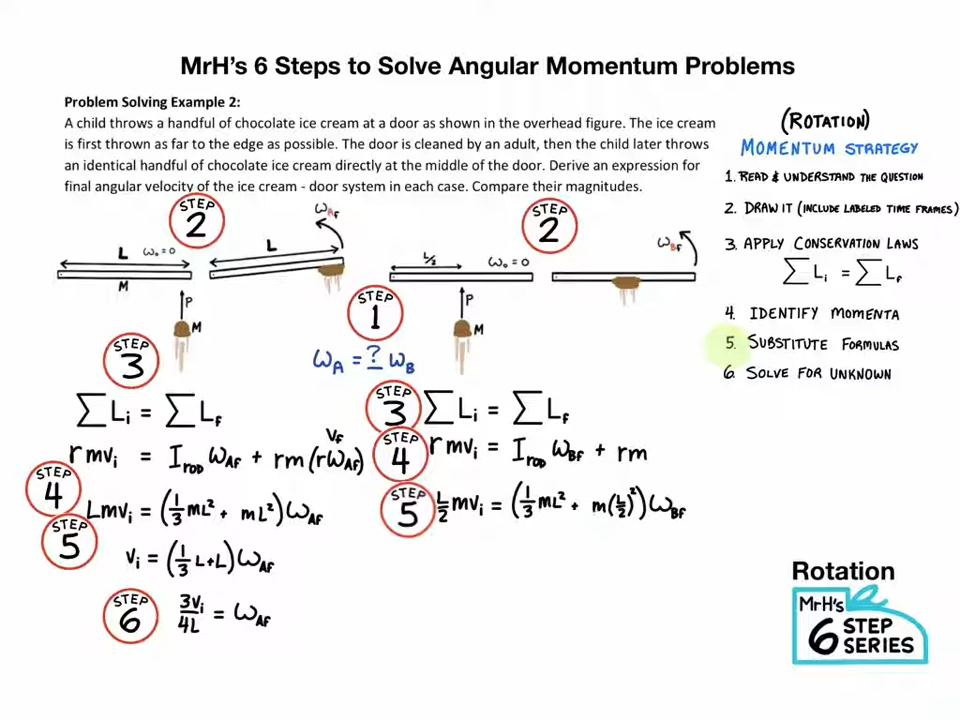 MrH's 6 Steps to Solve Angular Momentum Problems
Problem Solving Example 2:
A child throws a handful of chocolate ice cream at a door as shown in the overhead figure. The ice cream
is first thrown as far to the edge as possible. The door is cleaned by an adult, then the child later throws
an identical handful of chocolate ice cream directly at the middle of the door. Derive an expression for
final angular velocity of the ice cream - door system in each case. Compare their magnitudes.
(ROTATION)
MOMENTUM STRATEGY
1. READ & UNDERSTAND THE QUESTION
2. DRAW IT (INCLUDE LABELED TIME FRAMES)
3. APPLY CONSERVATION LAWS
∑Li = ∑Lf
4. IDENTIFY MOMENTA
5. SUBSTITUTE FORMULAS
6. SOLVE FOR UNKNOWN
STEP 2
L ω₀=0
M
P
M
L
ωAf
STEP 2
L/2 ω₀=0
P
M
ωBf
STEP 1
ωA = ? ωB
STEP 3
∑Li = ∑Lf
rmvi = Irod ωAf + rm(rωAf)
vf
STEP 4
Lmvi = (1/3 mL² + mL²)ωAf
STEP 5
vi = (1/3 L+L)ωAf
STEP 6
3vi/4L = ωAf
STEP 3
∑Li = ∑Lf
STEP 4
rmvi = Irod ωBf + rm
STEP 5
L/2 mvi = (1/3 mL² + m(L/2)²)ωBf
Rotation
MrH's
6 STEP SERIES